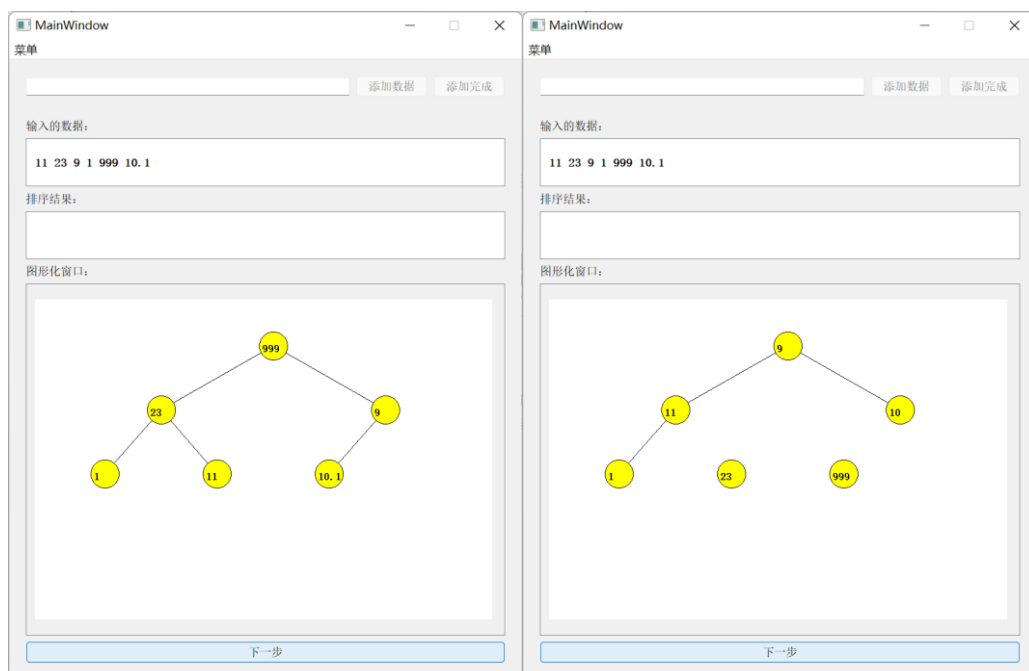 MainWindow
菜单
添加数据 添加完成
输入的数据：
11 23 9 1 999 10.1
排序结果：
图形化窗口：
999
23 9
1 11 10.1
下一步
MainWindow
菜单
添加数据 添加完成
输入的数据：
11 23 9 1 999 10.1
排序结果：
图形化窗口：
9
11 10
1 23 999
下一步